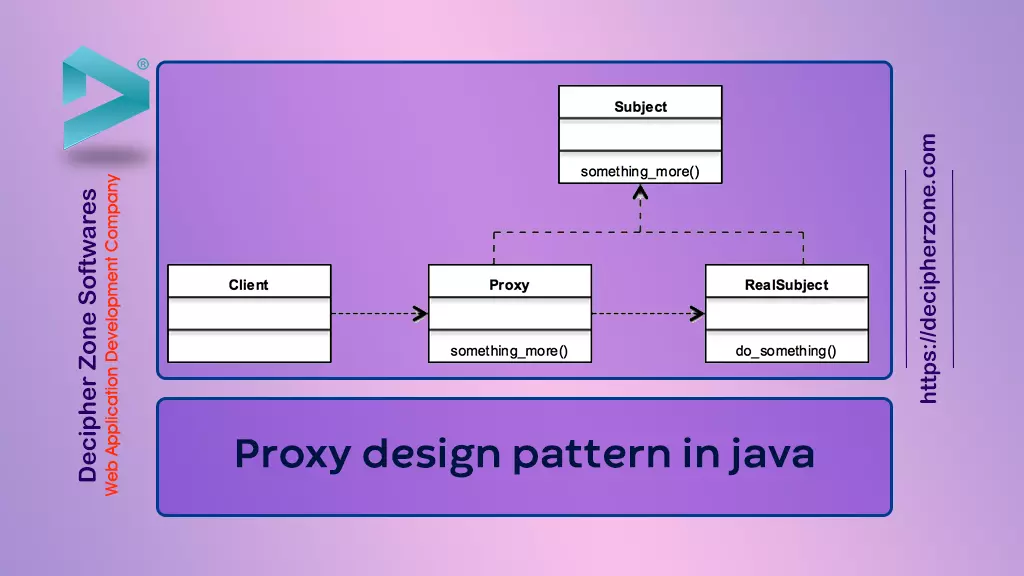 ®
Decipher Zone Softwares
Web Application Development Company
Subject
something_more()
Client
Proxy
something_more()
RealSubject
do_something()
https://decipherzone.com
Proxy design pattern in java